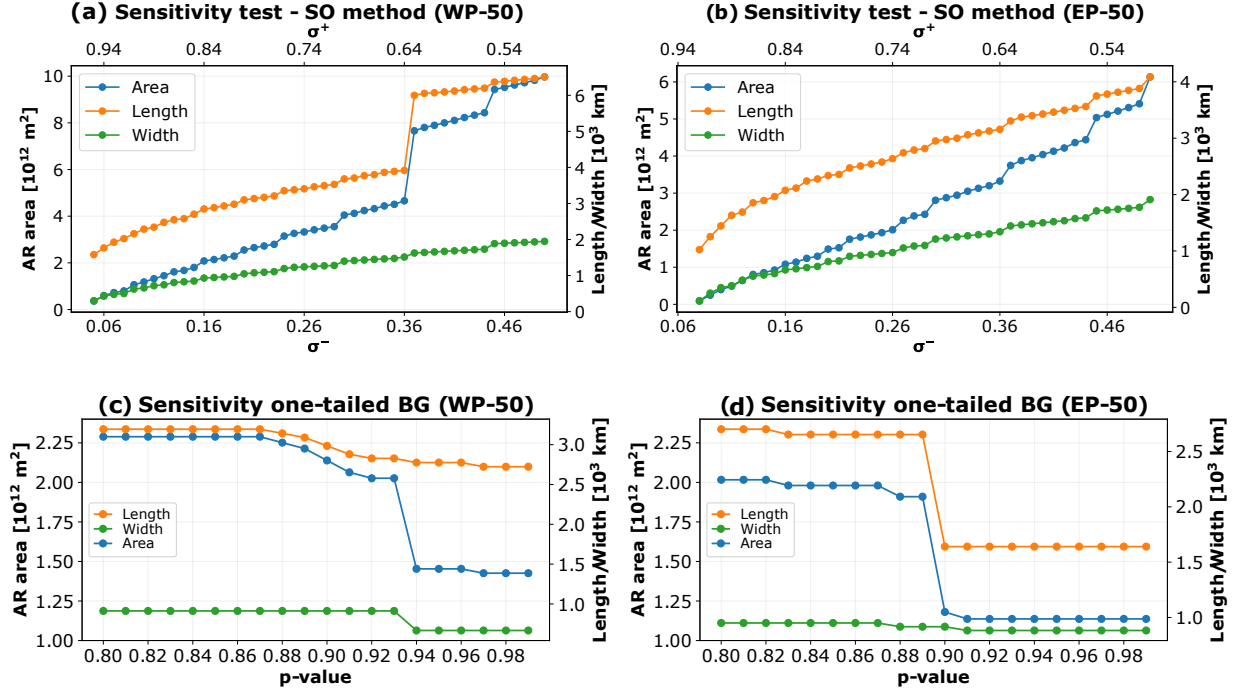 (a) Sensitivity test - SO method (WP-50)
σ⁺
0.94 0.84 0.74 0.64 0.54
AR area [10¹² m²]
10
8
6
4
2
0
Area
Length
Width
6
5
4
3
2
1
0
Length/Width [10³ km]
0.06 0.16 0.26 0.36 0.46
σ⁻
(b) Sensitivity test - SO method (EP-50)
σ⁺
0.94 0.84 0.74 0.64 0.54
AR area [10¹² m²]
6
5
4
3
2
1
0
Area
Length
Width
4
3
2
1
0
Length/Width [10³ km]
0.06 0.16 0.26 0.36 0.46
σ⁻
(c) Sensitivity one-tailed BG (WP-50)
AR area [10¹² m²]
2.25
2.00
1.75
1.50
1.25
1.00
Length
Width
Area
3.0
2.5
2.0
1.5
1.0
Length/Width [10³ km]
0.80 0.82 0.84 0.86 0.88 0.90 0.92 0.94 0.96 0.98
p-value
(d) Sensitivity one-tailed BG (EP-50)
AR area [10¹² m²]
2.25
2.00
1.75
1.50
1.25
1.00
Length
Width
Area
2.5
2.0
1.5
1.0
Length/Width [10³ km]
0.80 0.82 0.84 0.86 0.88 0.90 0.92 0.94 0.96 0.98
p-value